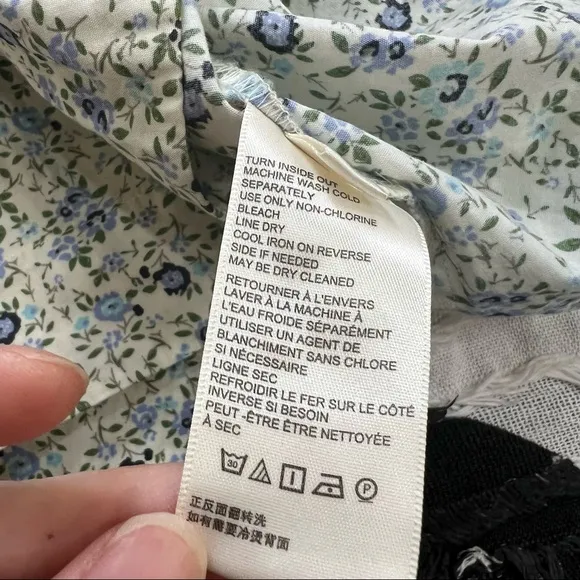 TURN INSIDE OUT
MACHINE WASH COLD
SEPARATELY
USE ONLY NON-CHLORINE
BLEACH
LINE DRY
COOL IRON ON REVERSE
SIDE IF NEEDED
MAY BE DRY CLEANED
RETOURNER À L'ENVERS
LAVER À LA MACHINE À
L'EAU FROIDE SÉPARÉMENT
UTILISER UN AGENT DE
BLANCHIMENT SANS CHLORE
SI NÉCESSAIRE
LIGNE SEC
REFROIDIR LE FER SUR LE CÔTÉ
INVERSE SI BESOIN
PEUT -ÊTRE ÊTRE NETTOYÉE
À SEC
30 P
正反面翻转洗
如有需要冷烫背面